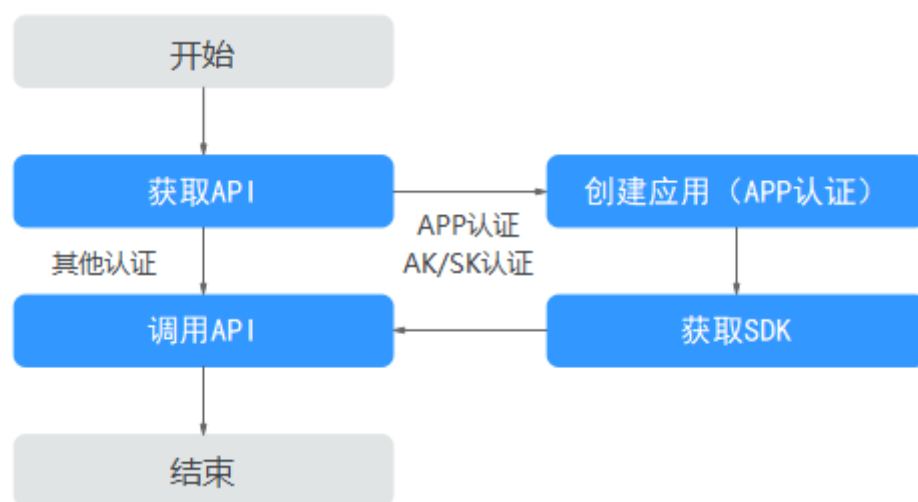 开始
获取API
创建应用（APP认证）
APP认证
AK/SK认证
其他认证
调用API
获取SDK
结束